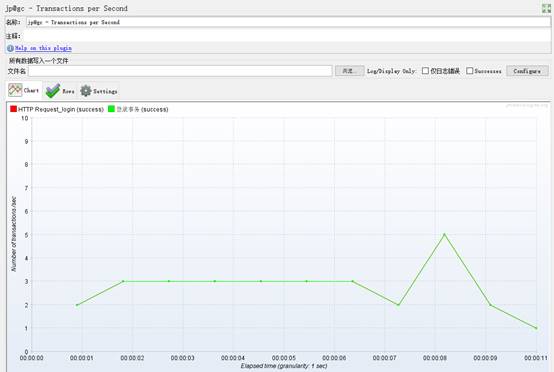 jp@gc - Transactions per Second
名称: jp@gc - Transactions per Second
注释:
Help on this plugin
所有数据写入一个文件
文件名 浏览... Log/Display Only: 仅日志错误 Successes Configure
Chart Rows Settings
HTTP Request_login (success) 登录事务 (success)
10
9
8
7
6
5
4
3
2
1
0
Number of transactions /sec
00:00:00 00:00:01 00:00:02 00:00:03 00:00:04 00:00:05 00:00:06 00:00:07 00:00:08 00:00:09 00:00:10 00:00:11
Elapsed time (granularity: 1 sec)